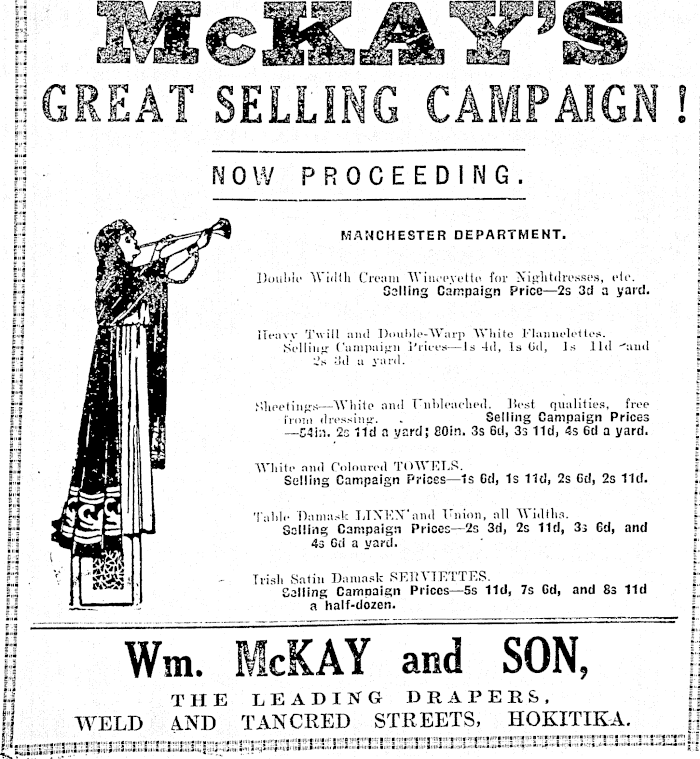 McKAY'S
GREAT SELLING CAMPAIGN!
NOW PROCEEDING.
MANCHESTER DEPARTMENT.
Double Width Cream Winceyette for Nightdresses, etc.
Selling Campaign Price—2s 3d a yard.
Heavy Twill and Double-Warp White Flannelettes.
Selling Campaign Prices—1s 4d, 1s 6d, 1s 11d and
2s 3d a yard.
Sheetings—White and Unbleached. Best qualities, free
from dressing. Selling Campaign Prices
—54in. 2s 11d a yard; 80in. 3s 6d, 3s 11d, 4s 6d a yard.
White and Coloured TOWELS.
Selling Campaign Prices—1s 6d, 1s 11d, 2s 6d, 2s 11d.
Table Damask LINEN and Union, all Widths.
Selling Campaign Prices—2s 3d, 2s 11d, 3s 6d, and
4s 6d a yard.
Irish Satin Damask SERVIETTES.
Selling Campaign Prices—5s 11d, 7s 6d, and 8s 11d
a half-dozen.
Wm. McKAY and SON,
THE LEADING DRAPERS,
WELD AND TANCRED STREETS, HOKITIKA.